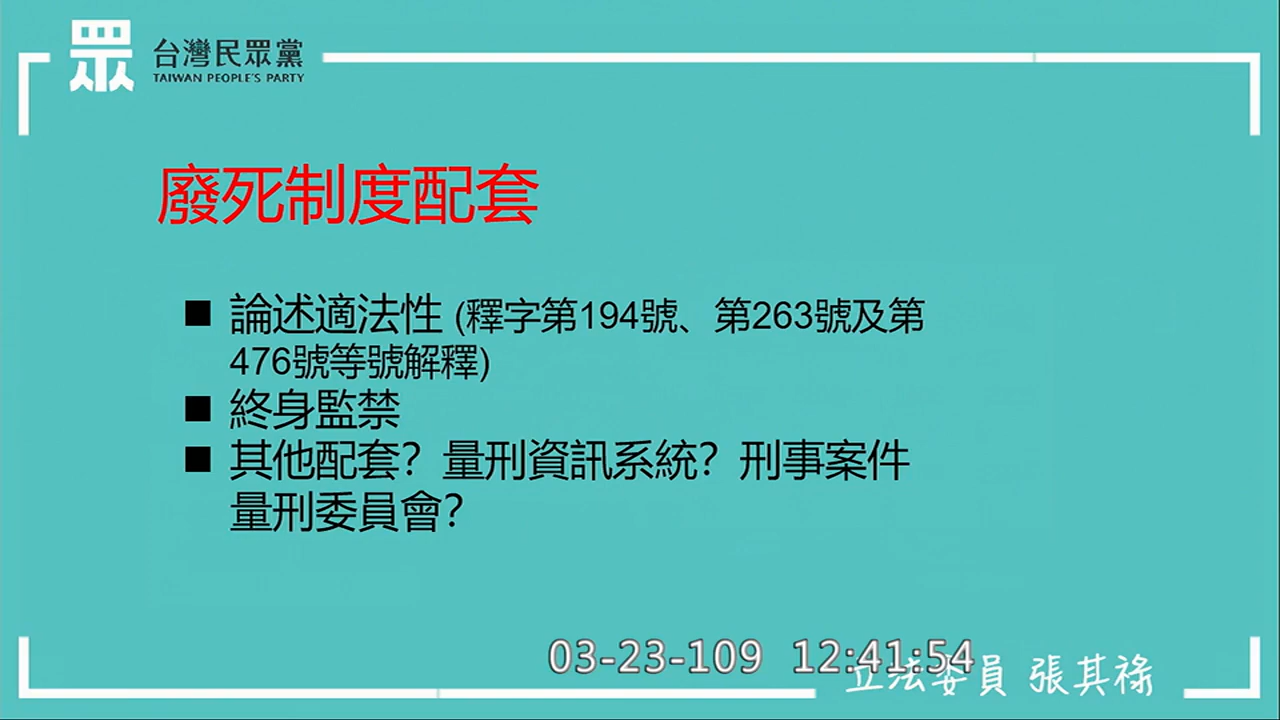 眾 台灣民眾黨
TAIWAN PEOPLE'S PARTY
廢死制度配套
■ 論述適法性 (釋字第194號、第263號及第
476號等號解釋)
■ 終身監禁
■ 其他配套？量刑資訊系統？刑事案件
量刑委員會？
03-23-109 12:41:54
立法委員 張其祿